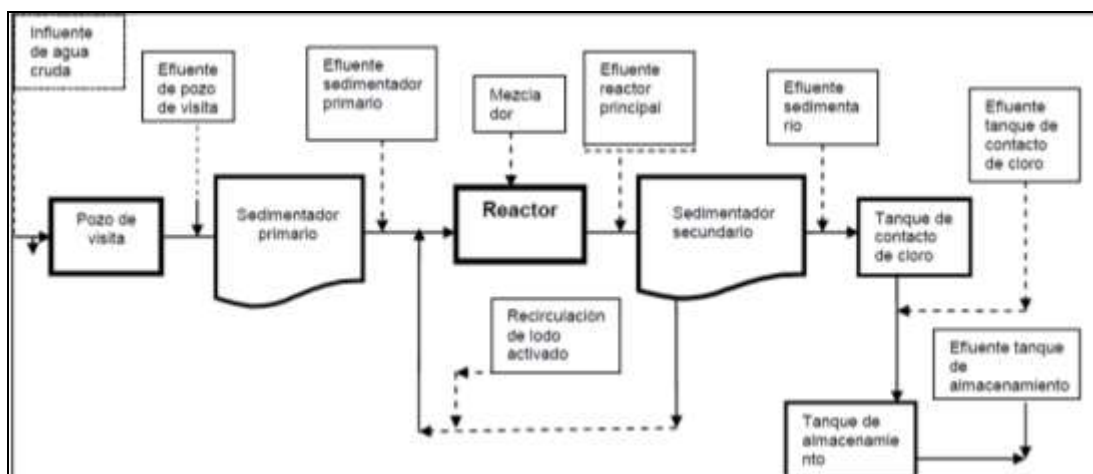 Influente
de agua
cruda
Efluente
de pozo
de visita
Efluente
sedimentador
primario
Mezcla
dor
Efluente
reactor
principal
Efluente
sedimenta
rio
Efluente
tanque de
contacto
de cloro
Pozo de
visita
Sedimentador
primario
Reactor
Sedimentador
secundario
Tanque de
contacto
de cloro
Recirculación
de lodo
activado
Efluente tanque
de
almacenamiento
Tanque de
almacenamie
nto